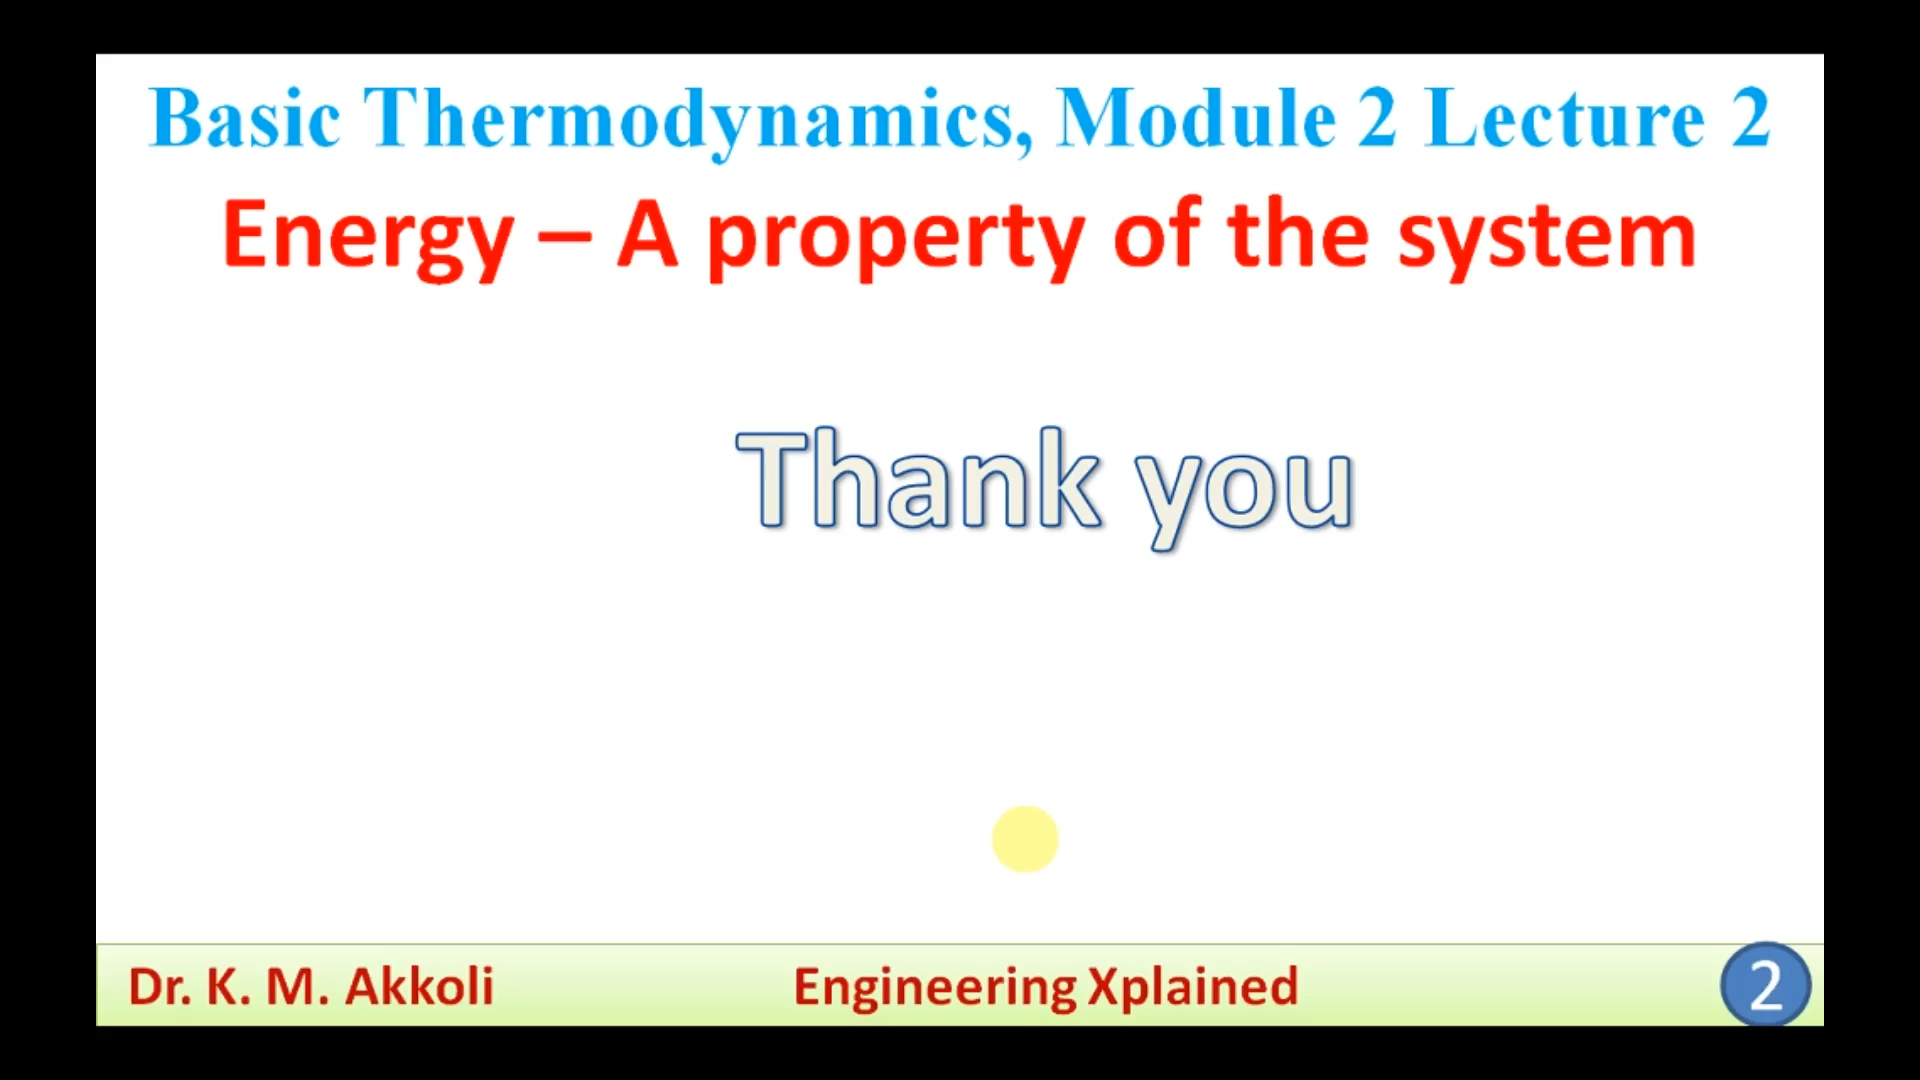 Basic Thermodynamics, Module 2 Lecture 2
Energy – A property of the system
Thank you
Dr. K. M. Akkoli Engineering Xplained 2